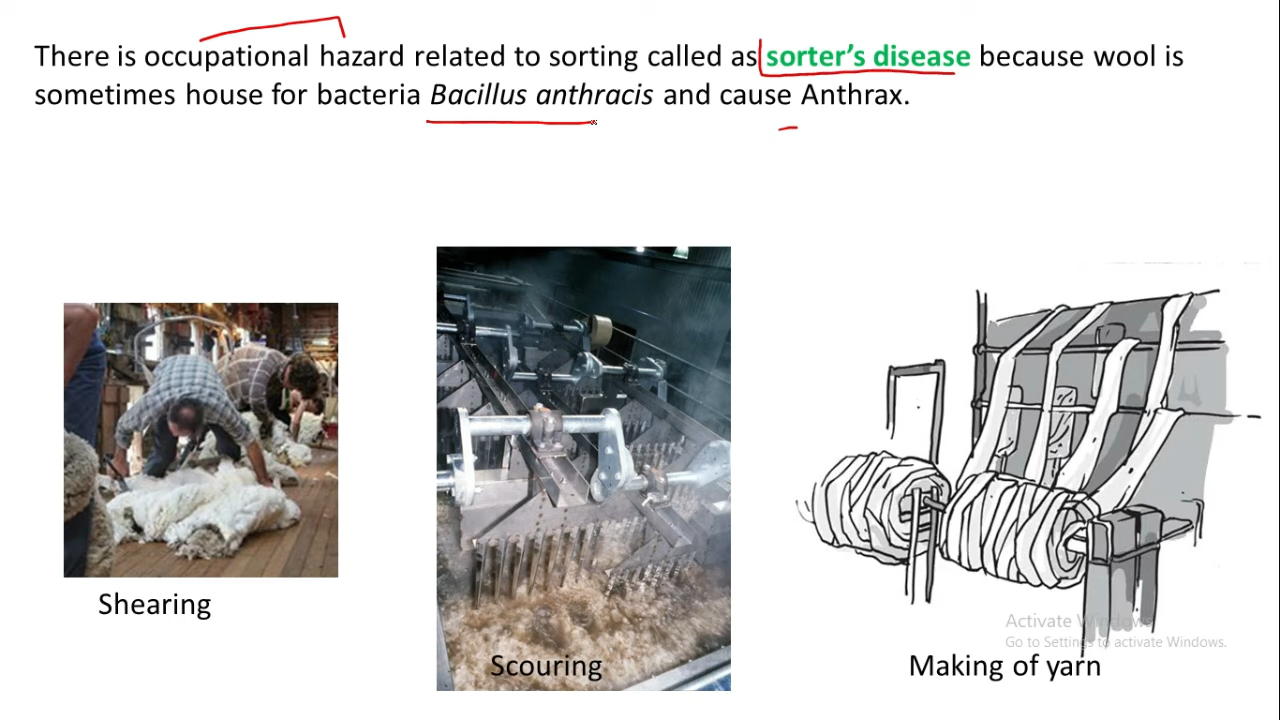 There is occupational hazard related to sorting called as sorter’s disease because wool is
sometimes house for bacteria Bacillus anthracis and cause Anthrax.
Shearing
Scouring
Making of yarn
Activate Windows
Go to Settings to activate Windows.